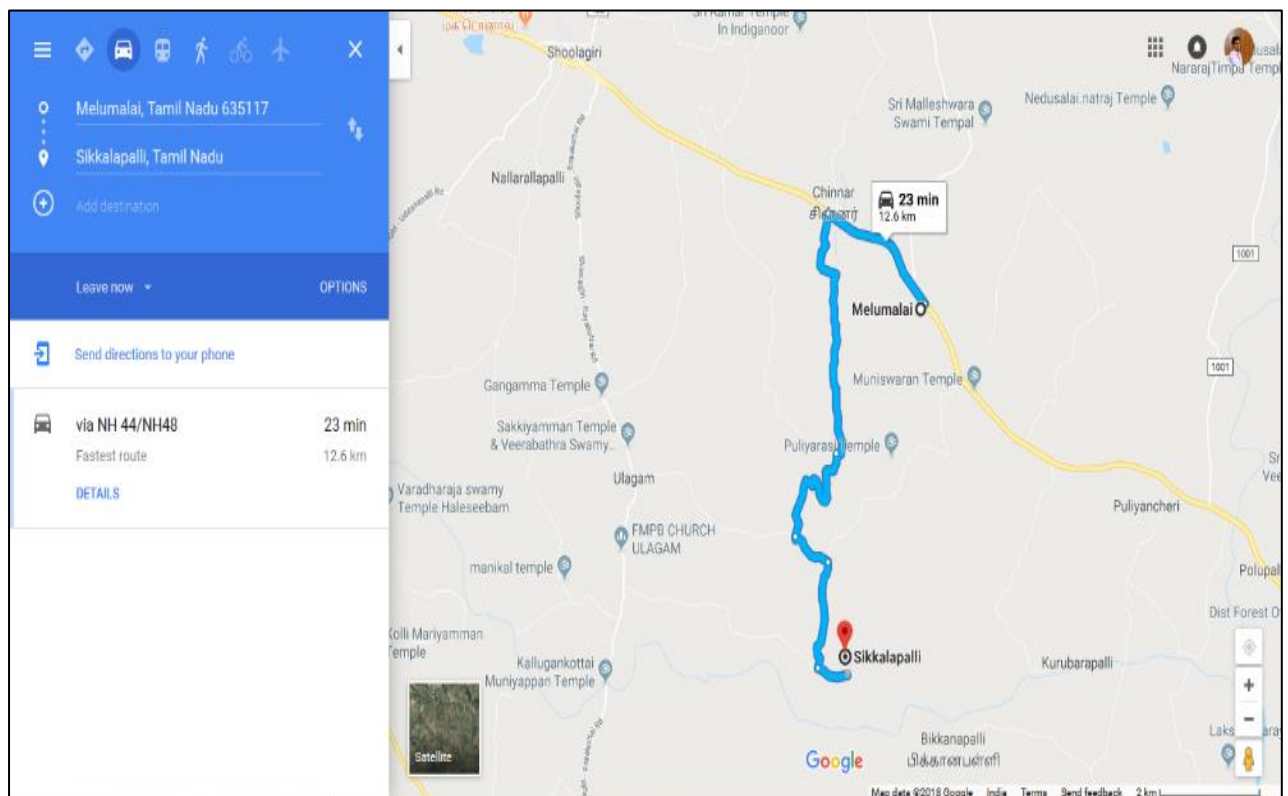 Melumalai, Tamil Nadu 635117
Sikkalapalli, Tamil Nadu
Add destination
Leave now
OPTIONS
Send directions to your phone
via NH 44/NH48
23 min
Fastest route
12.6 km
DETAILS
In Indiganoor
Shoolagiri
Temp
Sri Malleshwara
Swami Tempal
Nedusalai.natraj Temple
Nallarallapalli
Chinnar
23 min
12.6 km
1001
Melumalai
1001
Muniswaran Temple
Gangamma Temple
Sakkiyamman Temple
& Veerabathra Swamy...
Temple
Ulagam
Varadharaja swamy
Temple Haleseebam
Puliyancheri
FMPB CHURCH
ULAGAM
manikal temple
Dist Forest O
Kolli Mariyamman
Temple
Sikkalapalli
Kurubarapalli
Kallugankottai
Muniyappan Temple
Satellite
Bikkanapalli
Google
Map data ©2018 Google India Terms Send feedback 2 km